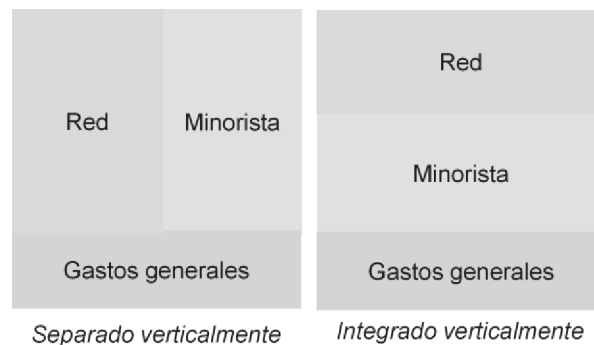 Red
Minorista
Gastos generales
Separado verticalmente
Red
Minorista
Gastos generales
Integrado verticalmente